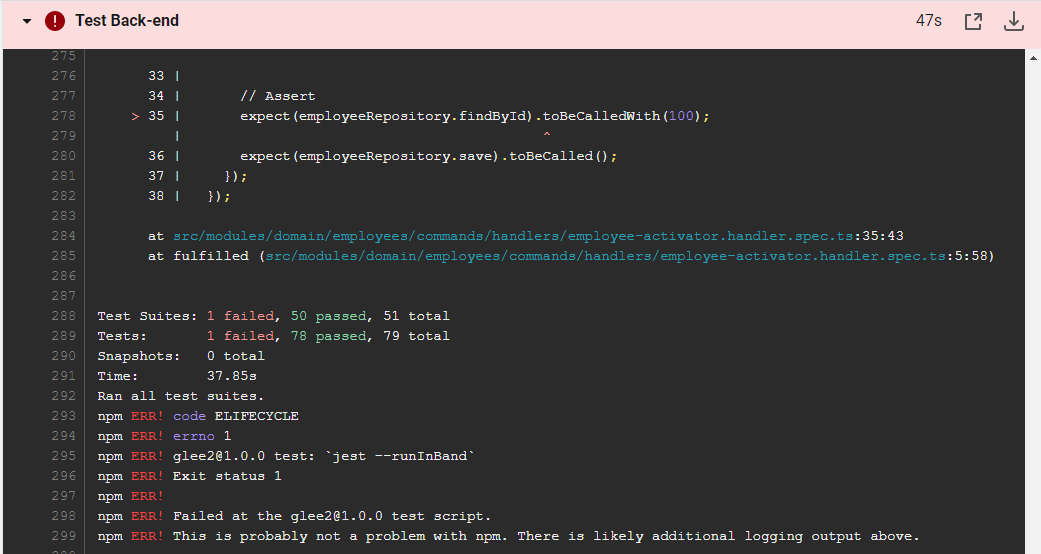 Test Back-end 47s
275
276 33 |
277 34 | // Assert
278 > 35 | expect(employeeRepository.findById).toBeCalledWith(100);
279 | ^
280 36 | expect(employeeRepository.save).toBeCalled();
281 37 | });
282 38 | });
283
284 at src/modules/domain/employees/commands/handlers/employee-activator.handler.spec.ts:35:43
285 at fulfilled (src/modules/domain/employees/commands/handlers/employee-activator.handler.spec.ts:5:58)
286
287
288 Test Suites: 1 failed, 50 passed, 51 total
289 Tests: 1 failed, 78 passed, 79 total
290 Snapshots: 0 total
291 Time: 37.85s
292 Ran all test suites.
293 npm ERR! code ELIFECYCLE
294 npm ERR! errno 1
295 npm ERR! glee2@1.0.0 test: `jest --runInBand`
296 npm ERR! Exit status 1
297 npm ERR!
298 npm ERR! Failed at the glee2@1.0.0 test script.
299 npm ERR! This is probably not a problem with npm. There is likely additional logging output above.